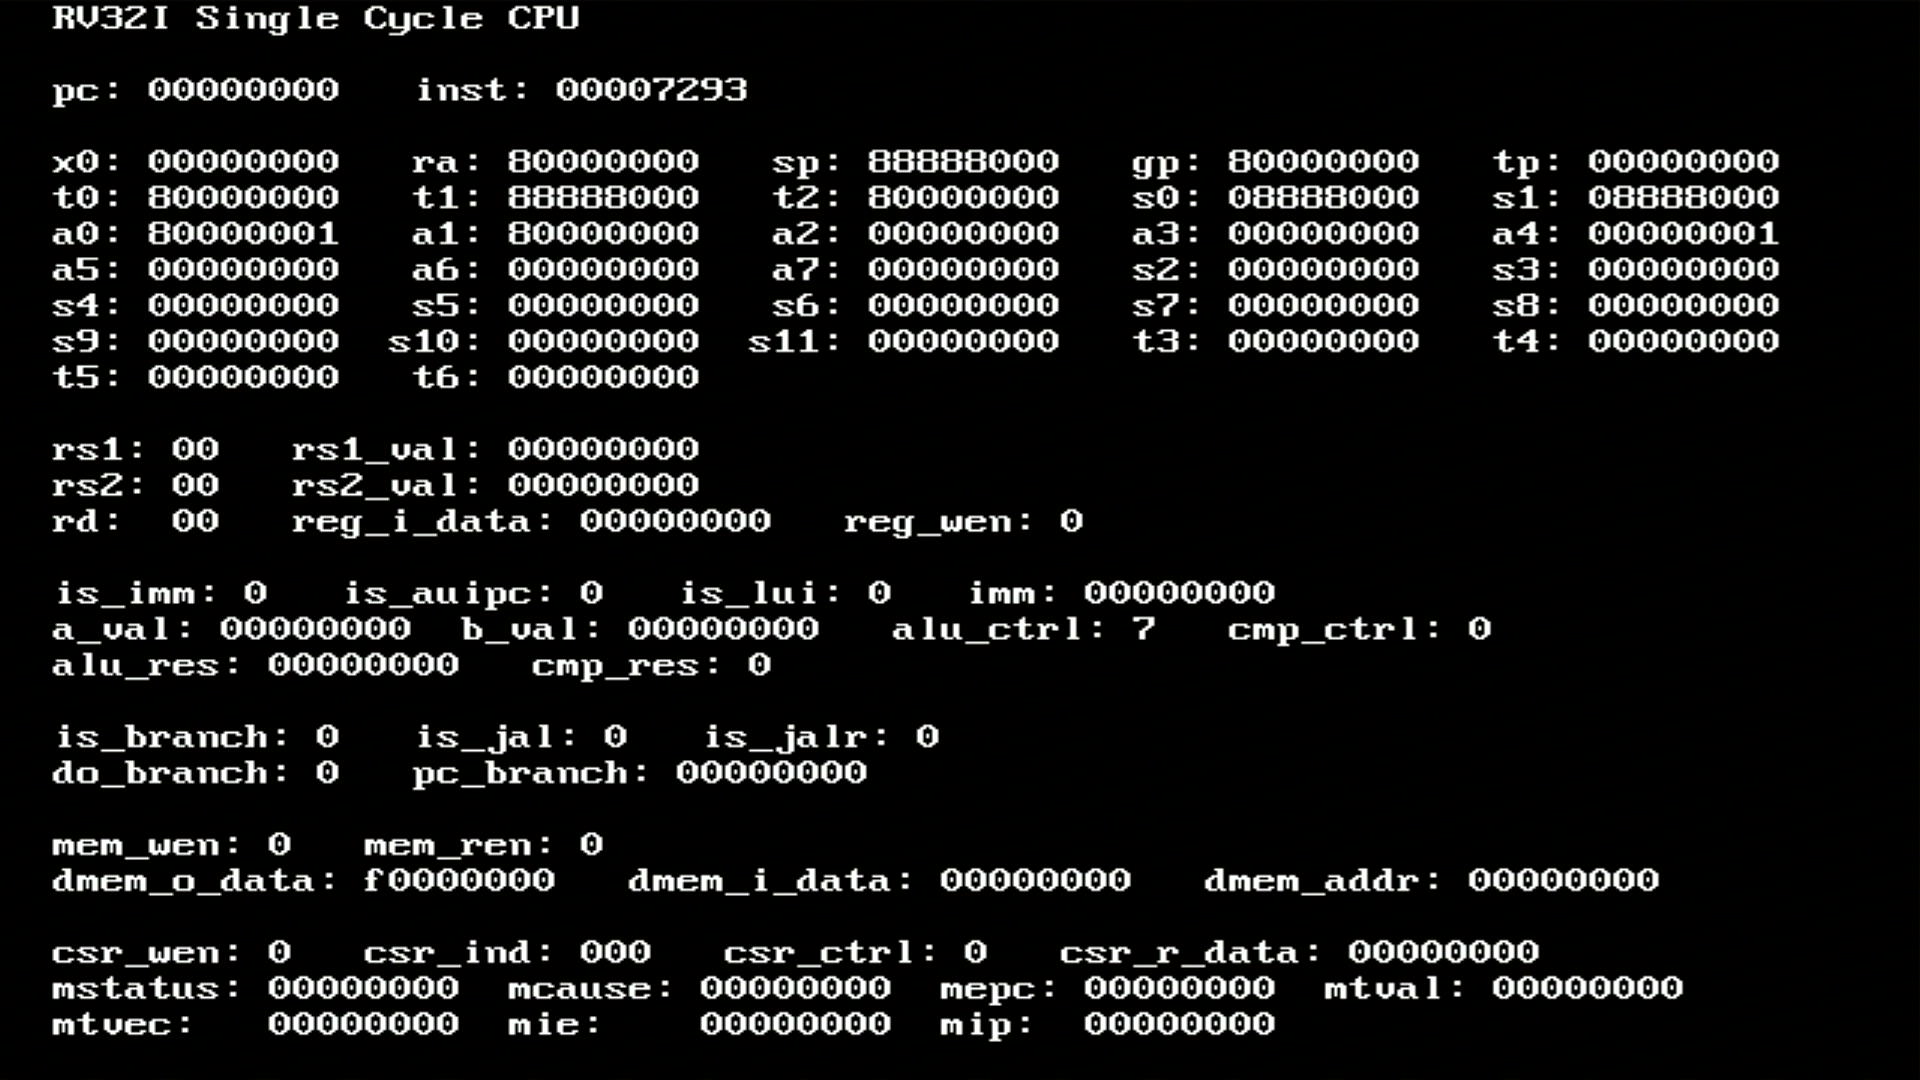 RV32I Single Cycle CPU
pc: 00000000 inst: 00007293
x0: 00000000 ra: 80000000 sp: 88888000 gp: 80000000 tp: 00000000
t0: 80000000 t1: 88888000 t2: 80000000 s0: 08888000 s1: 08888000
a0: 80000001 a1: 80000000 a2: 00000000 a3: 00000000 a4: 00000001
a5: 00000000 a6: 00000000 a7: 00000000 s2: 00000000 s3: 00000000
s4: 00000000 s5: 00000000 s6: 00000000 s7: 00000000 s8: 00000000
s9: 00000000 s10: 00000000 s11: 00000000 t3: 00000000 t4: 00000000
t5: 00000000 t6: 00000000
rs1: 00 rs1_val: 00000000
rs2: 00 rs2_val: 00000000
rd: 00 reg_i_data: 00000000 reg_wen: 0
is_imm: 0 is_auipc: 0 is_lui: 0 imm: 00000000
a_val: 00000000 b_val: 00000000 alu_ctrl: 7 cmp_ctrl: 0
alu_res: 00000000 cmp_res: 0
is_branch: 0 is_jal: 0 is_jalr: 0
do_branch: 0 pc_branch: 00000000
mem_wen: 0 mem_ren: 0
dmem_o_data: f0000000 dmem_i_data: 00000000 dmem_addr: 00000000
csr_wen: 0 csr_ind: 000 csr_ctrl: 0 csr_r_data: 00000000
mstatus: 00000000 mcause: 00000000 mepc: 00000000 mtval: 00000000
mtvec: 00000000 mie: 00000000 mip: 00000000